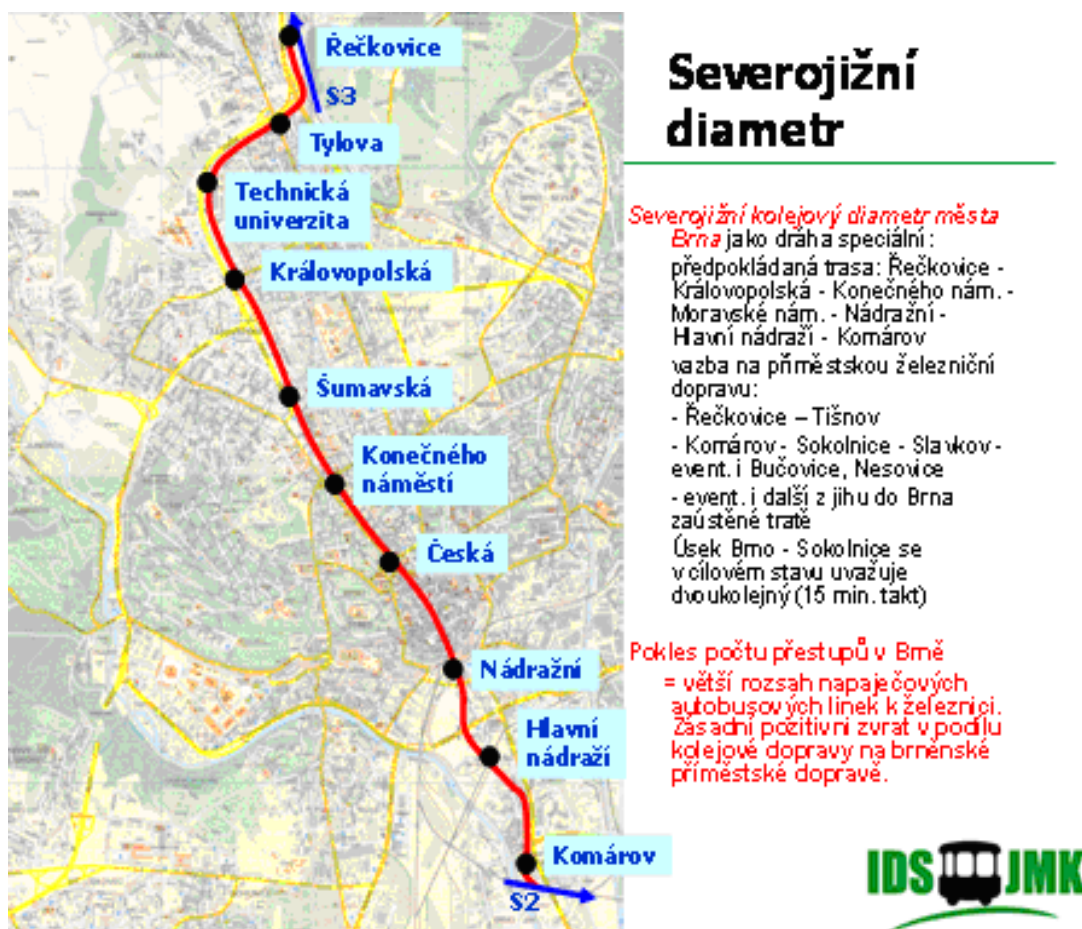 Řečkovice
S3
Tylova
Technická
univerzita
Královopolská
Šumavská
Konečného
náměstí
Česká
Nádražní
Hlavní
nádraží
Komárov
S2
Severojižní
diametr
Severojižní kolejový diametr města
Brna jako dráha speciální:
předpokládaná trasa: Řečkovice -
Královopolská - Konečného nám. -
Moravské nám. - Nádražní -
Hlavní nádraží - Komárov
vazba na příměstskou železniční
dopravu:
- Řečkovice – Tišnov
- Komárov - Sokolnice - Slavkov -
event. i Bučovice, Nesovice
- event. i další z jihu do Brna
zaústěné tratě
Úsek Brno - Sokolnice se
v cílovém stavu uvažuje
dvoukolejný (15 min. takt)
Pokles počtu přestupů v Brně
= větší rozsah napaječových
autobusových linek k železnici.
Zásadní pozitivní zvrat v podílu
kolejové dopravy na brněnské
příměstské dopravě.
IDS JMK